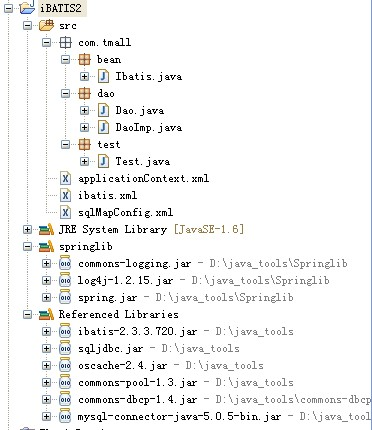 iBATIS2
src
com.tmall
bean
Ibatis.java
dao
Dao.java
DaoImp.java
test
Test.java
applicationContext.xml
ibatis.xml
sqlMapConfig.xml
JRE System Library [JavaSE-1.6]
springlib
commons-logging.jar - D:\java_tools\Springlib
log4j-1.2.15.jar - D:\java_tools\Springlib
spring.jar - D:\java_tools\Springlib
Referenced Libraries
ibatis-2.3.3.720.jar - D:\java_tools
sqljdbc.jar - D:\java_tools
oscache-2.4.jar - D:\java_tools
commons-pool-1.3.jar - D:\java_tools
commons-dbcp-1.4.jar - D:\java_tools\commons-dbcp
mysql-connector-java-5.0.5-bin.jar - D:\java_tool